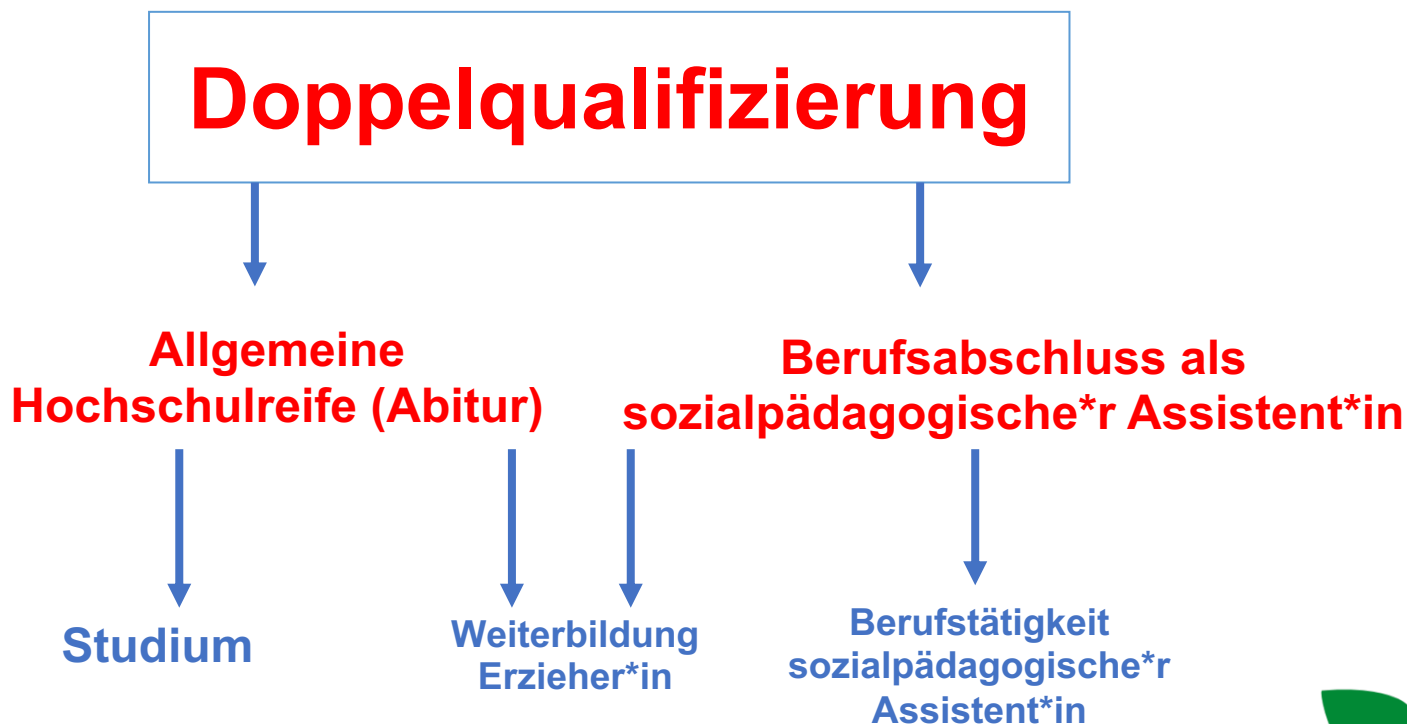 Doppelqualifizierung
Allgemeine
Hochschulreife (Abitur)
Berufsabschluss als
sozialpädagogische*r Assistent*in
Studium
Weiterbildung
Erzieher*in
Berufstätigkeit
sozialpädagogische*r
Assistent*in